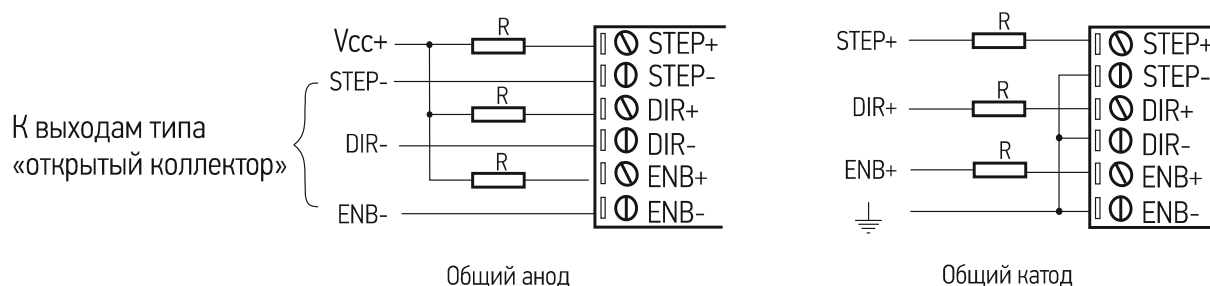 К выходам типа
«открытый коллектор»
Vcc+
STEP-
DIR-
ENB-
R
R
R
STEP+
STEP-
DIR+
DIR-
ENB+
ENB-
Общий анод
STEP+
DIR+
ENB+
R
R
R
STEP+
STEP-
DIR+
DIR-
ENB+
ENB-
Общий катод